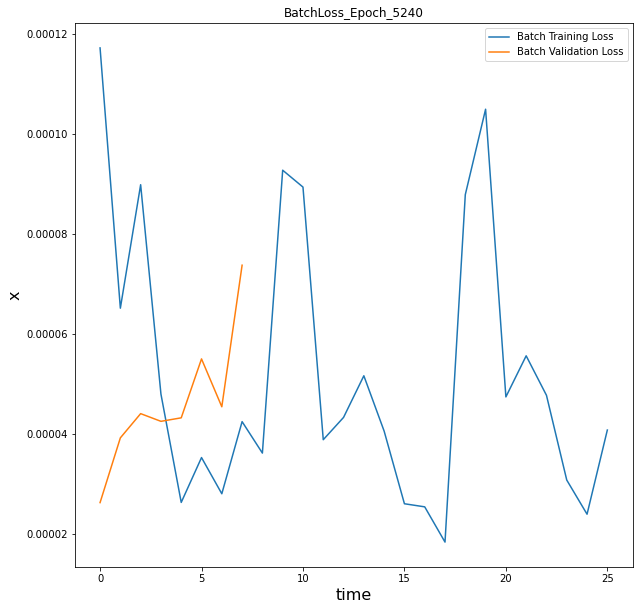 BatchLoss_Epoch_5240
Batch Training Loss
Batch Validation Loss
0.00012
0.00010
0.00008
0.00006
0.00004
0.00002
x
0 5 10 15 20 25
time